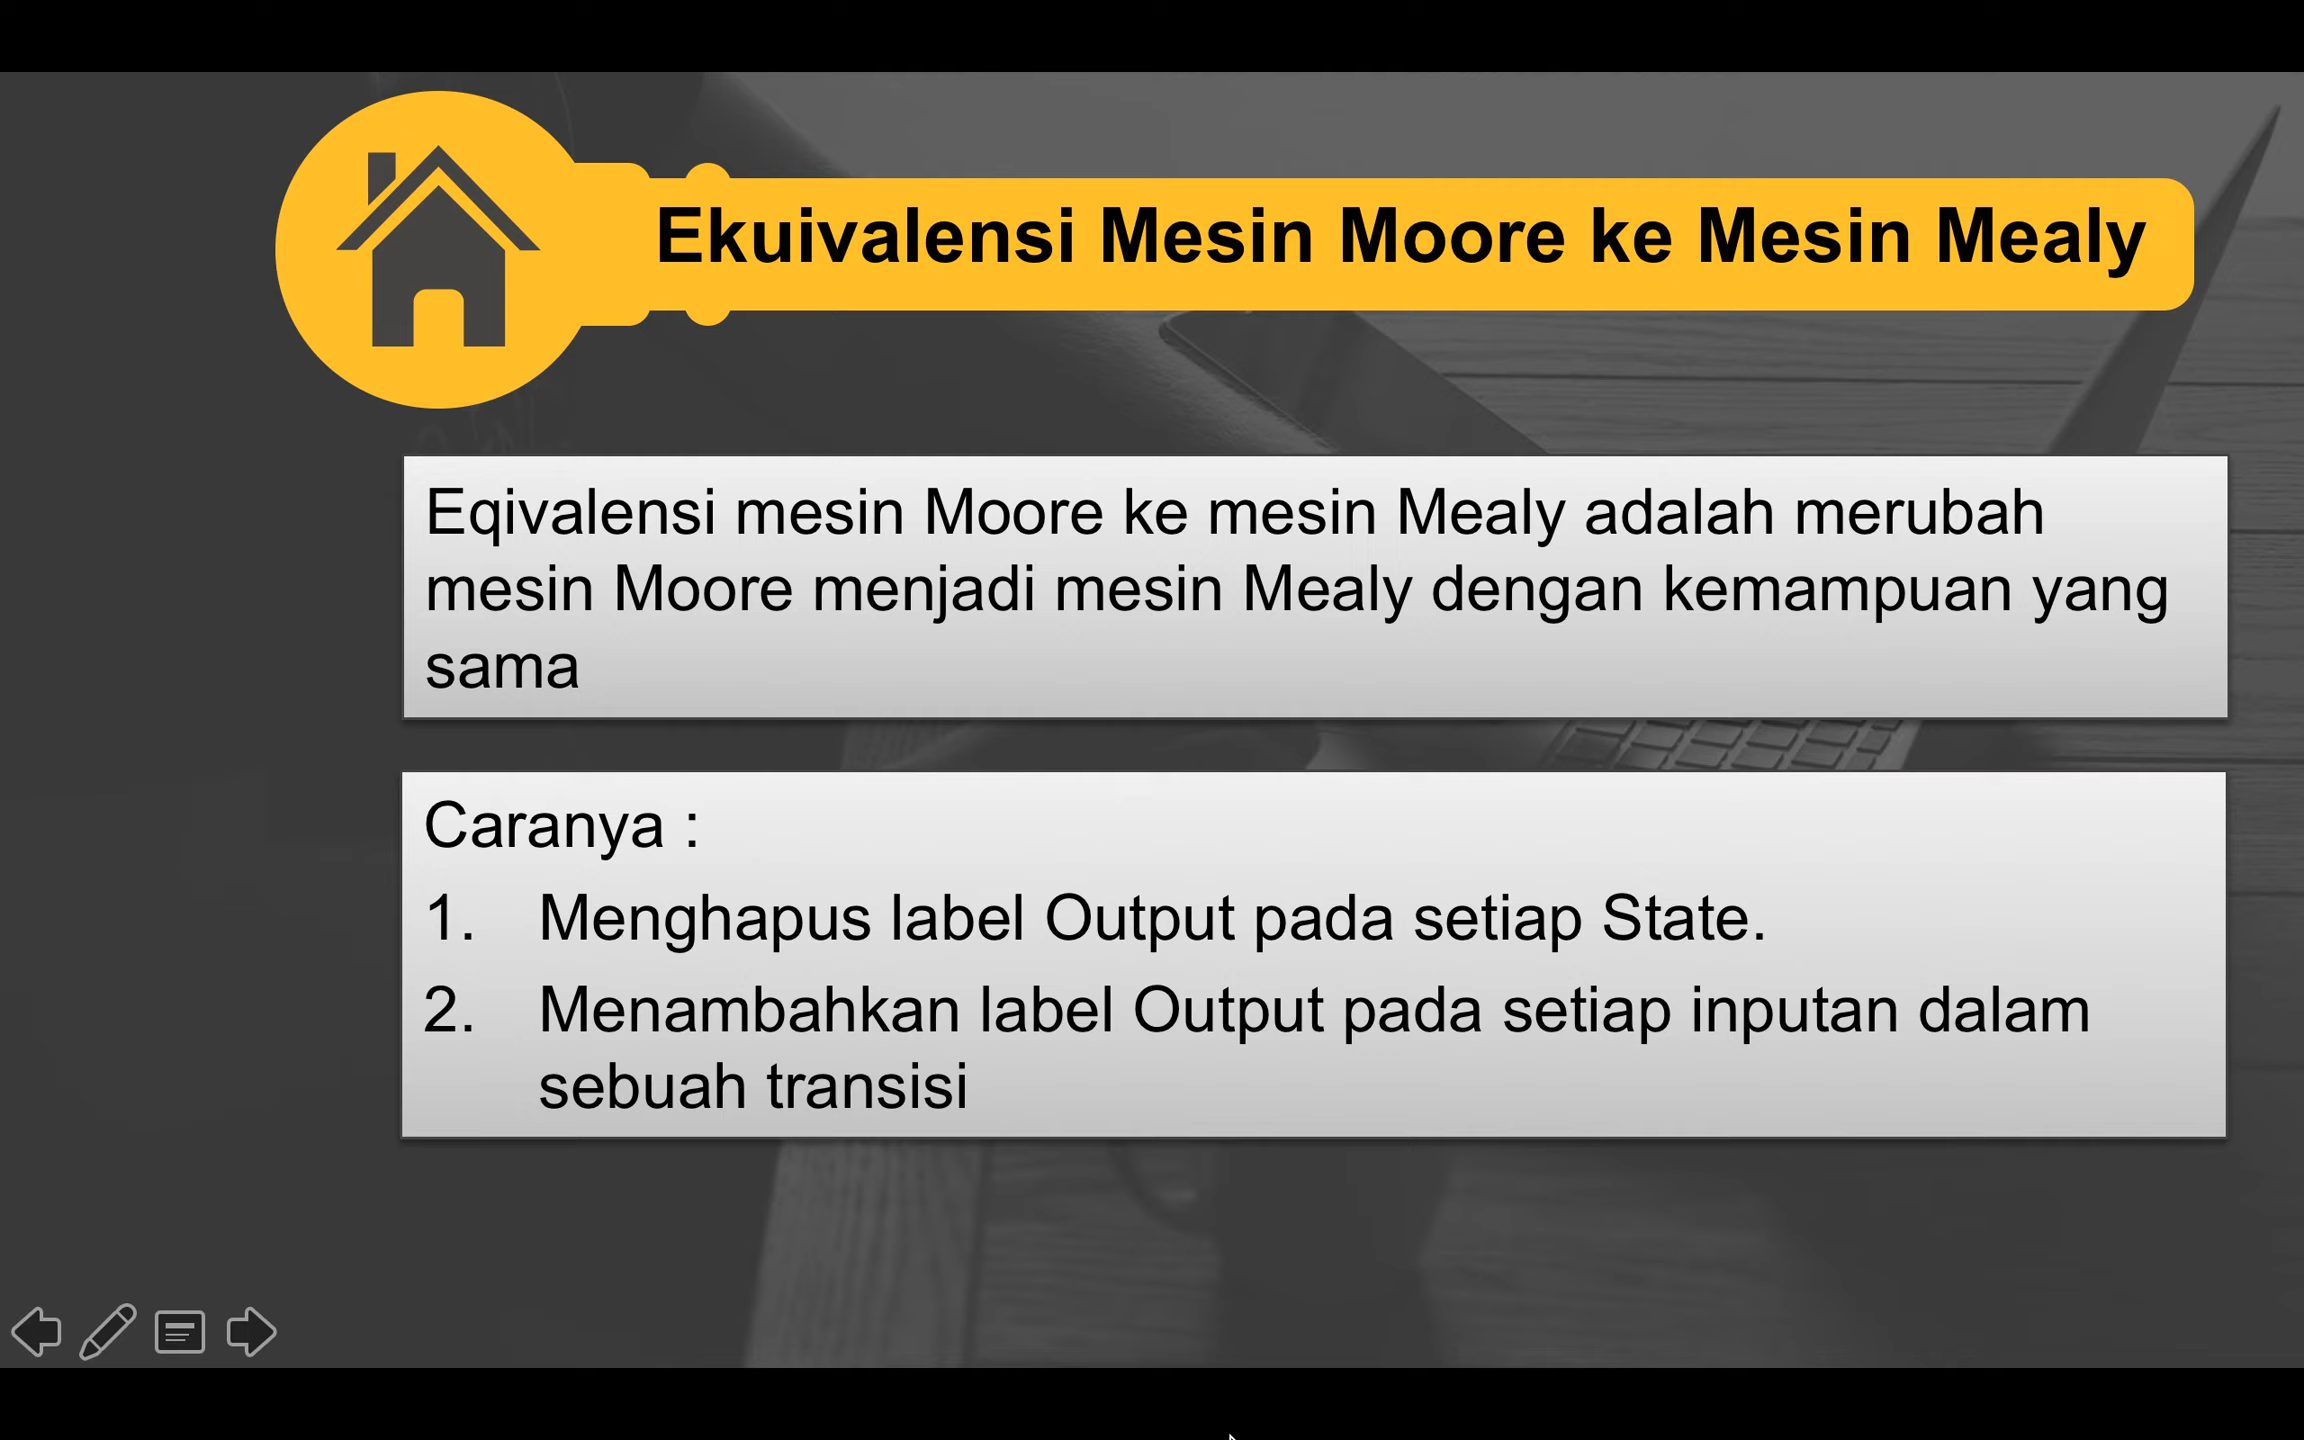 Ekuivalensi Mesin Moore ke Mesin Mealy
Eqivalensi mesin Moore ke mesin Mealy adalah merubah
mesin Moore menjadi mesin Mealy dengan kemampuan yang
sama
Caranya :
1. Menghapus label Output pada setiap State.
2. Menambahkan label Output pada setiap inputan dalam
sebuah transisi